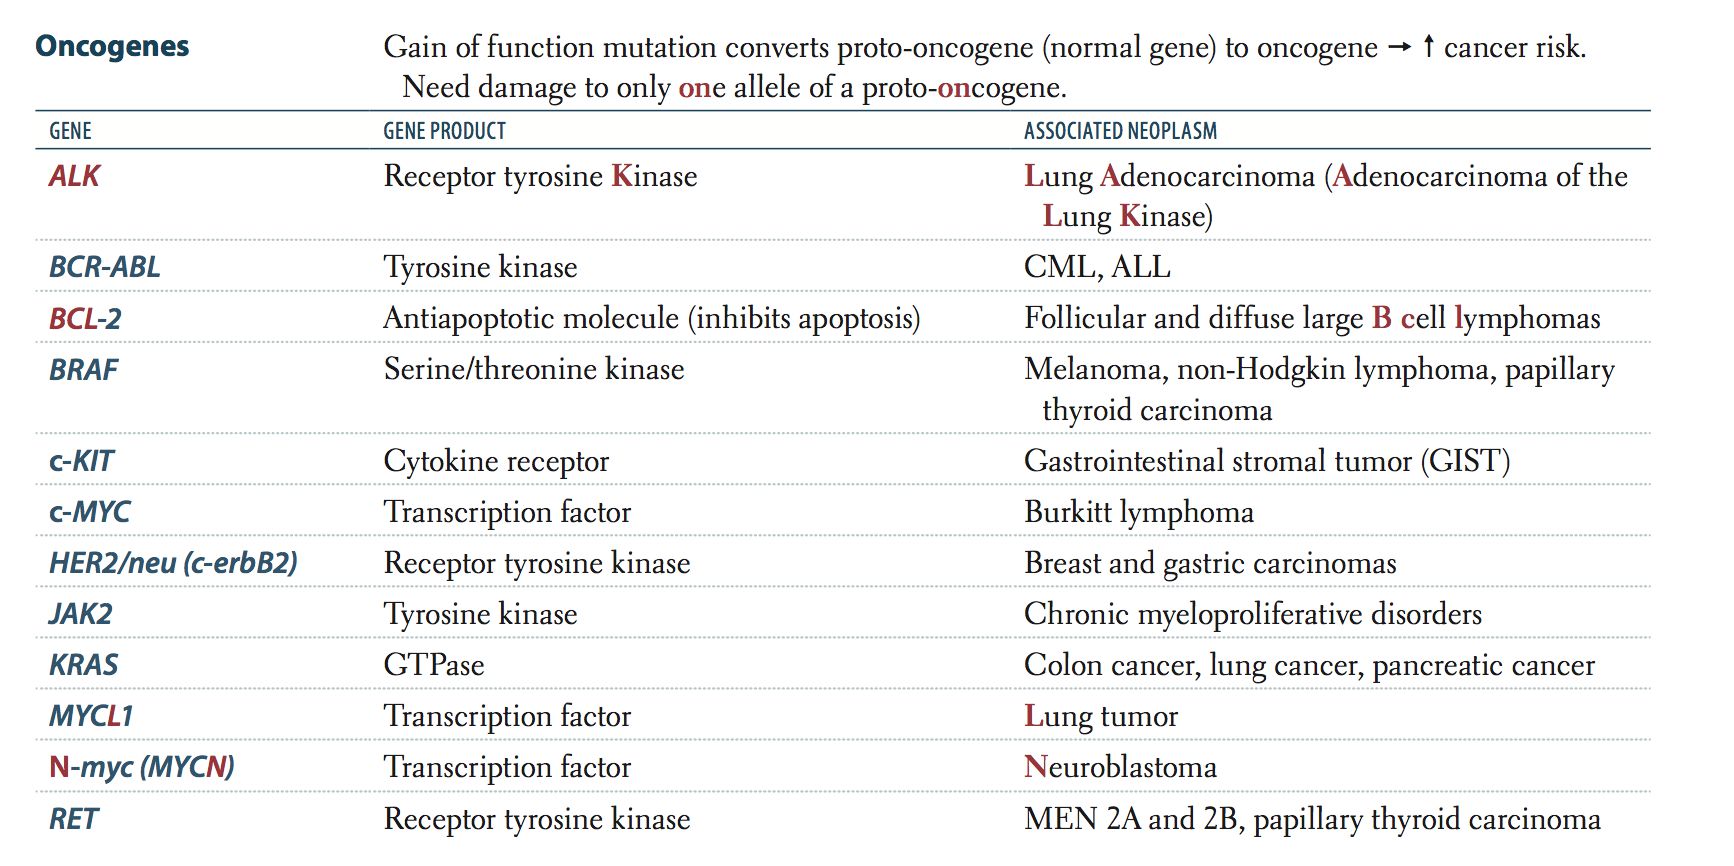 Oncogenes Gain of function mutation converts proto-oncogene (normal gene) to oncogene → ↑ cancer risk.
Need damage to only one allele of a proto-oncogene.
GENE GENE PRODUCT ASSOCIATED NEOPLASM
ALK Receptor tyrosine Kinase Lung Adenocarcinoma (Adenocarcinoma of the
Lung Kinase)
BCR-ABL Tyrosine kinase CML, ALL
BCL-2 Antiapoptotic molecule (inhibits apoptosis) Follicular and diffuse large B cell lymphomas
BRAF Serine/threonine kinase Melanoma, non-Hodgkin lymphoma, papillary
thyroid carcinoma
c-KIT Cytokine receptor Gastrointestinal stromal tumor (GIST)
c-MYC Transcription factor Burkitt lymphoma
HER2/neu (c-erbB2) Receptor tyrosine kinase Breast and gastric carcinomas
JAK2 Tyrosine kinase Chronic myeloproliferative disorders
KRAS GTPase Colon cancer, lung cancer, pancreatic cancer
MYCL1 Transcription factor Lung tumor
N-myc (MYCN) Transcription factor Neuroblastoma
RET Receptor tyrosine kinase MEN 2A and 2B, papillary thyroid carcinoma